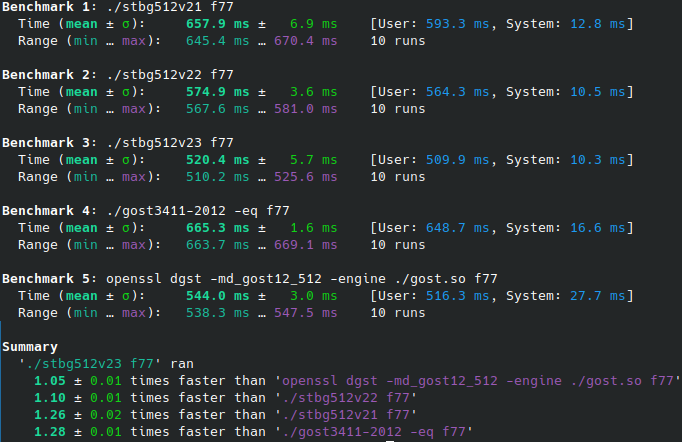 Benchmark 1: ./stbg512v21 f77
  Time (mean ± σ):     657.9 ms ±   6.9 ms    [User: 593.3 ms, System: 12.8 ms]
  Range (min … max):   645.4 ms … 670.4 ms    10 runs

Benchmark 2: ./stbg512v22 f77
  Time (mean ± σ):     574.9 ms ±   3.6 ms    [User: 564.3 ms, System: 10.5 ms]
  Range (min … max):   567.6 ms … 581.0 ms    10 runs

Benchmark 3: ./stbg512v23 f77
  Time (mean ± σ):     520.4 ms ±   5.7 ms    [User: 509.9 ms, System: 10.3 ms]
  Range (min … max):   510.2 ms … 525.6 ms    10 runs

Benchmark 4: ./gost3411-2012 -eq f77
  Time (mean ± σ):     665.3 ms ±   1.6 ms    [User: 648.7 ms, System: 16.6 ms]
  Range (min … max):   663.7 ms … 669.1 ms    10 runs

Benchmark 5: openssl dgst -md_gost12_512 -engine ./gost.so f77
  Time (mean ± σ):     544.0 ms ±   3.0 ms    [User: 516.3 ms, System: 27.7 ms]
  Range (min … max):   538.3 ms … 547.5 ms    10 runs

Summary
  './stbg512v23 f77' ran
    1.05 ± 0.01 times faster than 'openssl dgst -md_gost12_512 -engine ./gost.so f77'
    1.10 ± 0.01 times faster than './stbg512v22 f77'
    1.26 ± 0.02 times faster than './stbg512v21 f77'
    1.28 ± 0.01 times faster than './gost3411-2012 -eq f77'